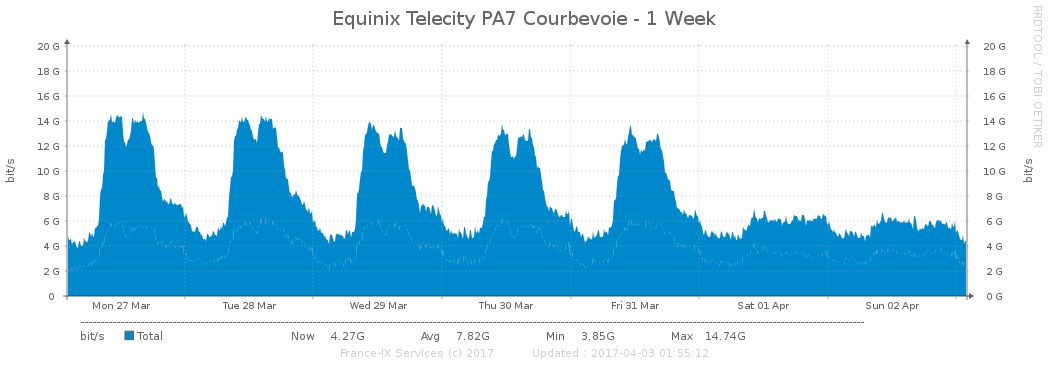 Equinix Telecity PA7 Courbevoie - 1 Week
RRDTOOL / TOBI OETIKER
20 G 20 G
18 G 18 G
16 G 16 G
14 G 14 G
12 G 12 G
10 G 10 G
8 G 8 G
6 G 6 G
4 G 4 G
2 G 2 G
0 0 G
bit/s bit/s
Mon 27 Mar Tue 28 Mar Wed 29 Mar Thu 30 Mar Fri 31 Mar Sat 01 Apr Sun 02 Apr
bit/s Total Now 4.27G Avg 7.82G Min 3.85G Max 14.74G
France-IX Services (c) 2017 Updated : 2017-04-03 01:55:12